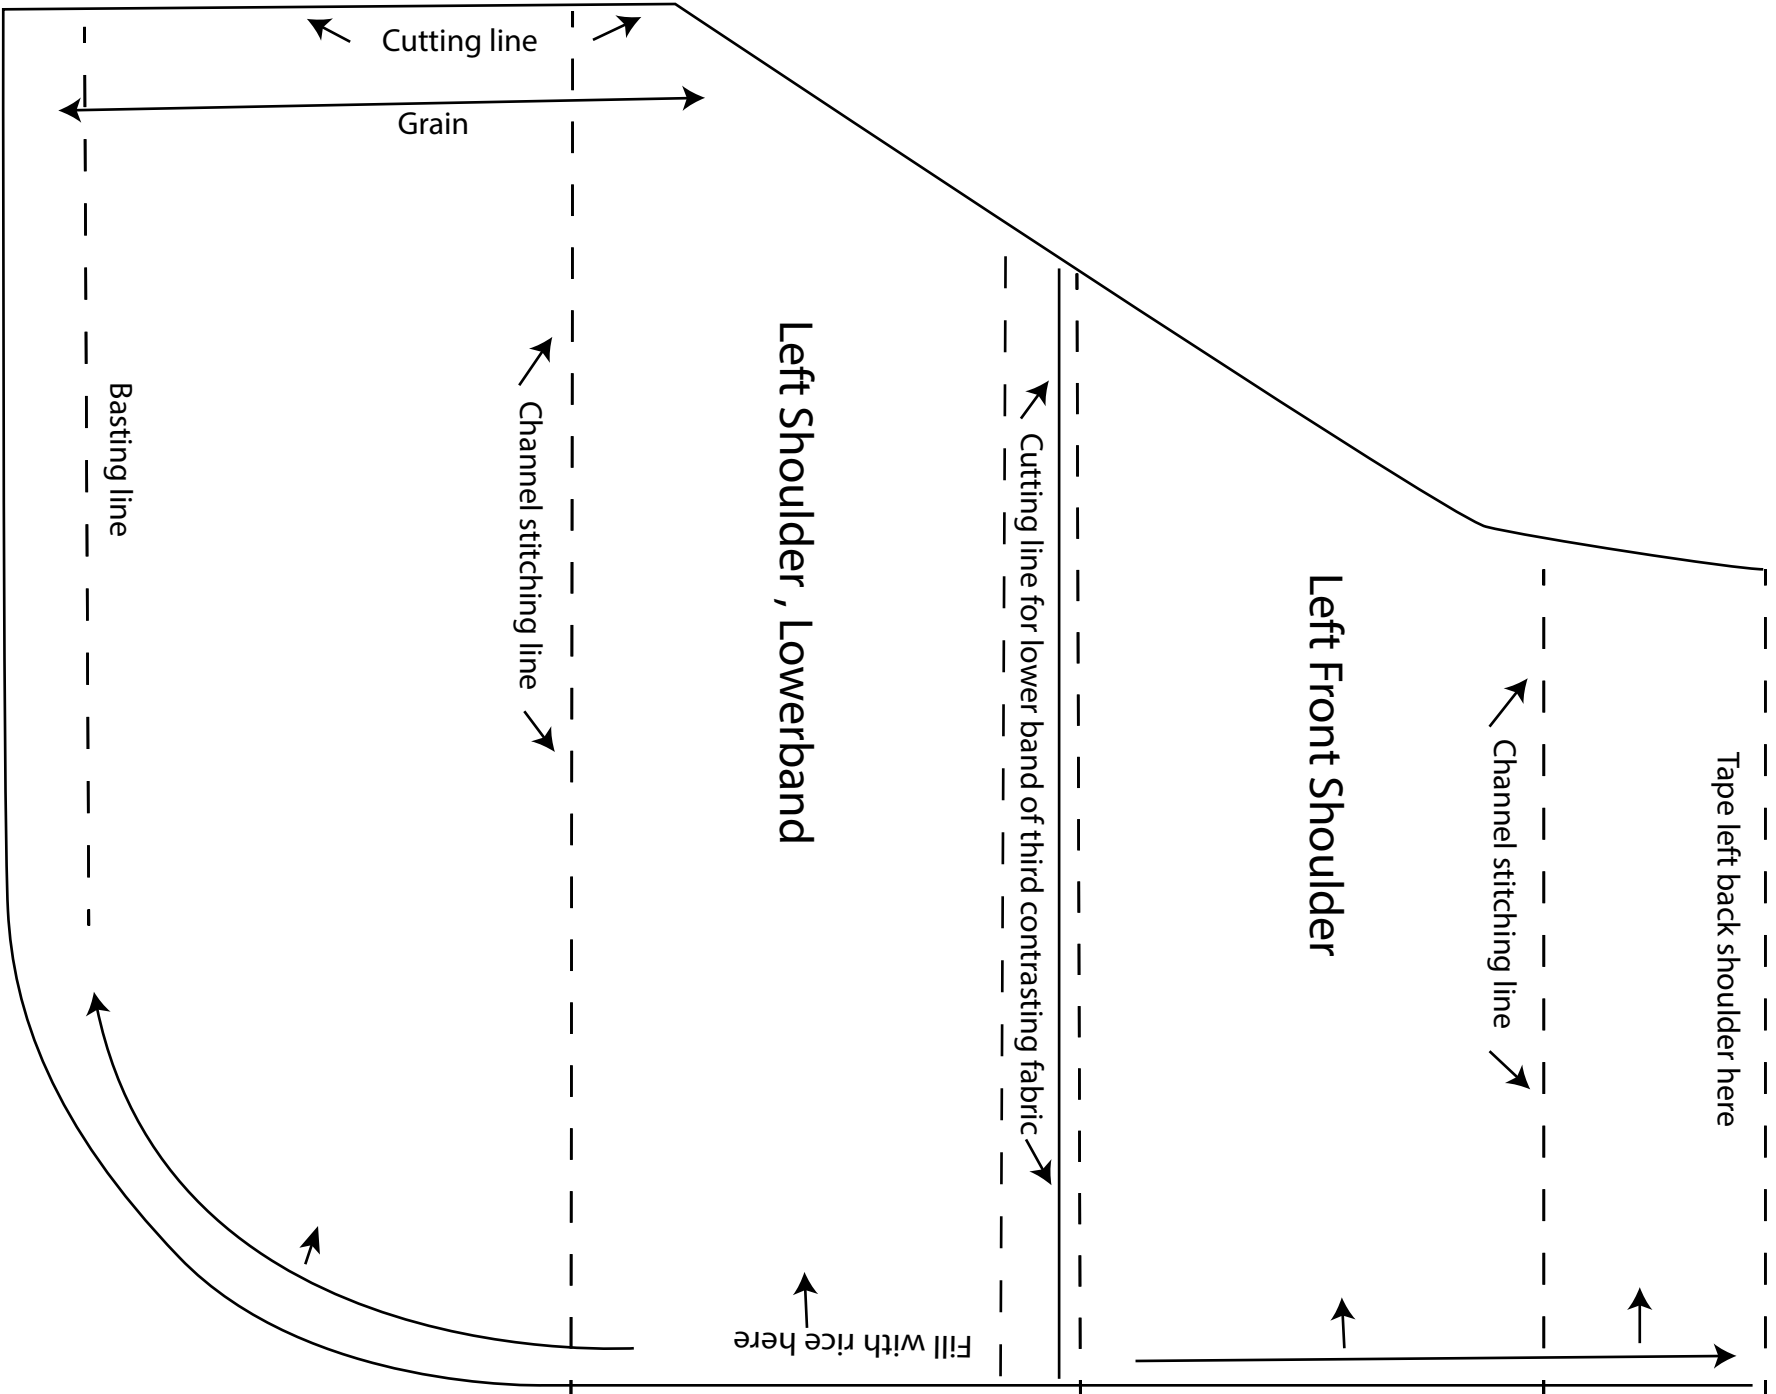 Cutting line
Grain
Basting line
Channel stitching line
Left Shoulder , Lowerband
Cutting line for lower band of third contrasting fabric
Left Front Shoulder
Channel stitching line
Tape left back shoulder here
Fill with rice here